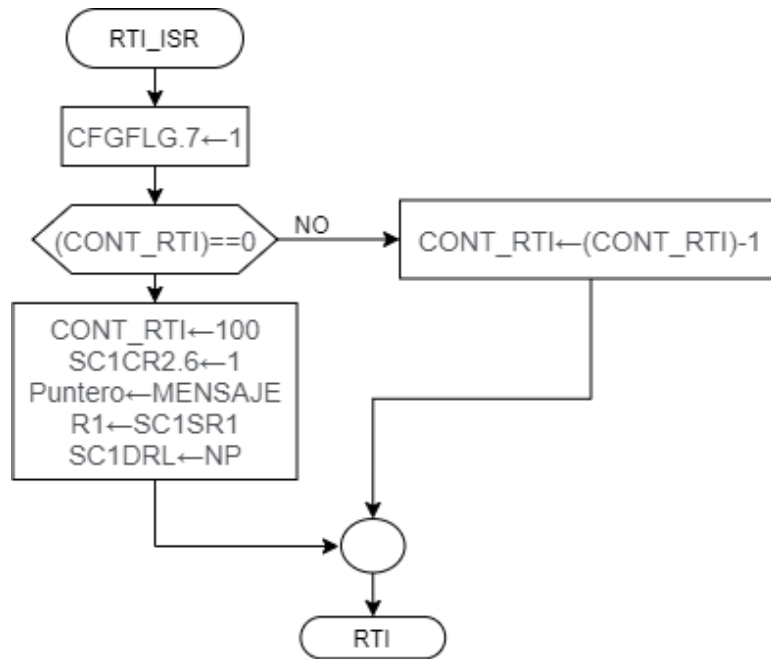 RTI_ISR
CFGFLG.7←1
(CONT_RTI)==0
NO
CONT_RTI←(CONT_RTI)-1
CONT_RTI←100
SC1CR2.6←1
Puntero←MENSAJE
R1←SC1SR1
SC1DRL←NP
RTI